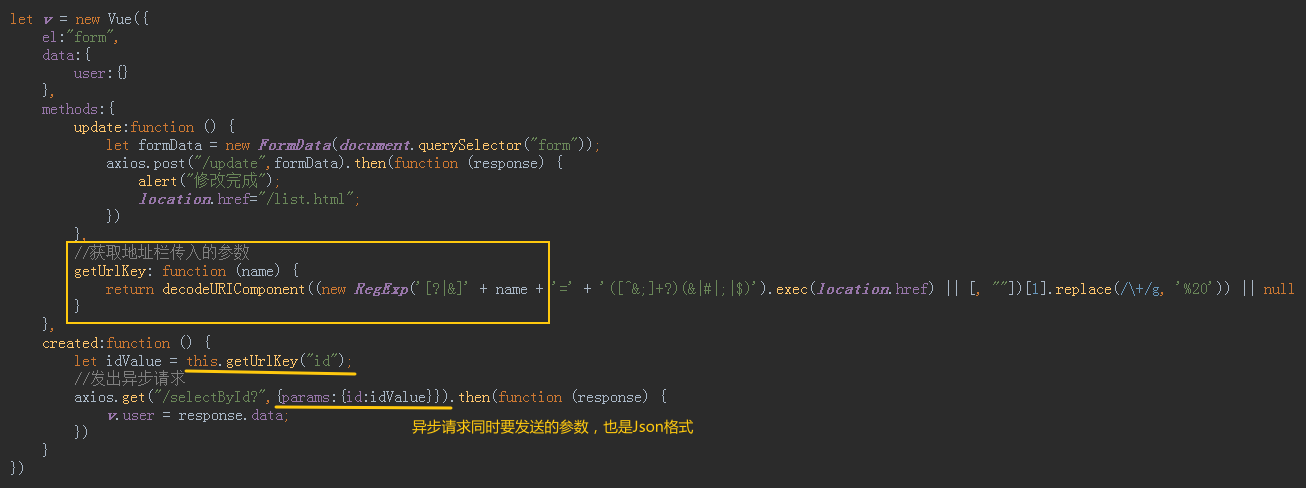 let v = new Vue({
el:"form",
data:{
user:{}
},
methods:{
update:function () {
let formData = new FormData(document.querySelector("form"));
axios.post("/update",formData).then(function (response) {
alert("修改完成");
location.href="/list.html";
})
},
//获取地址栏传入的参数
getUrlKey: function (name) {
return decodeURIComponent((new RegExp('[?|&]' + name + '=' + '([^&;]+?)(&|#|;|$)').exec(location.href) || [, ""])[1].replace(/\+/g, '%20')) || null
}
},
created:function () {
let idValue = this.getUrlKey("id");
//发出异步请求
axios.get("/selectById?",{params:{id:idValue}}).then(function (response) {
v.user = response.data;
异步请求同时要发送的参数，也是Json格式
})
}
})